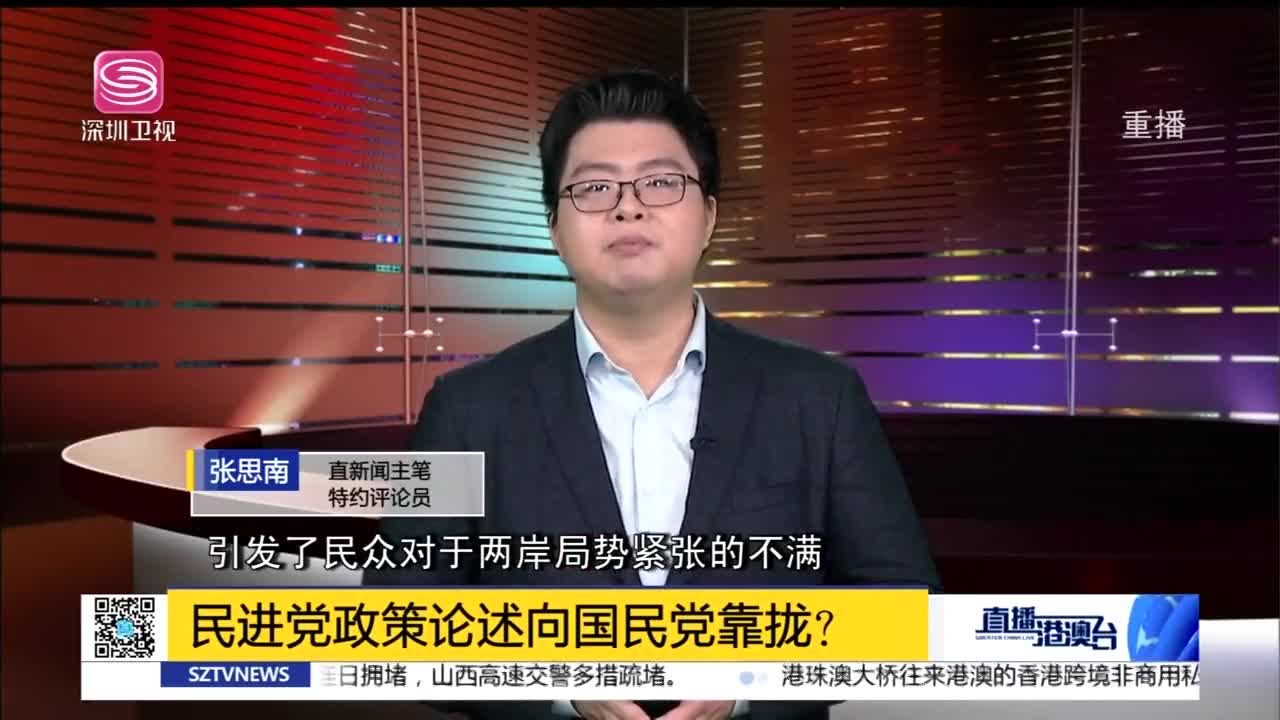 深圳卫视
重播
张思南
直新闻主笔
特约评论员
引发了民众对于两岸局势紧张的不满
民进党政策论述向国民党靠拢?
直播港澳台
GREATER CHINA LIVE
SZTVNEWS
日拥堵，山西高速交警多措疏堵。
港珠澳大桥往来港澳的香港跨境非商用私